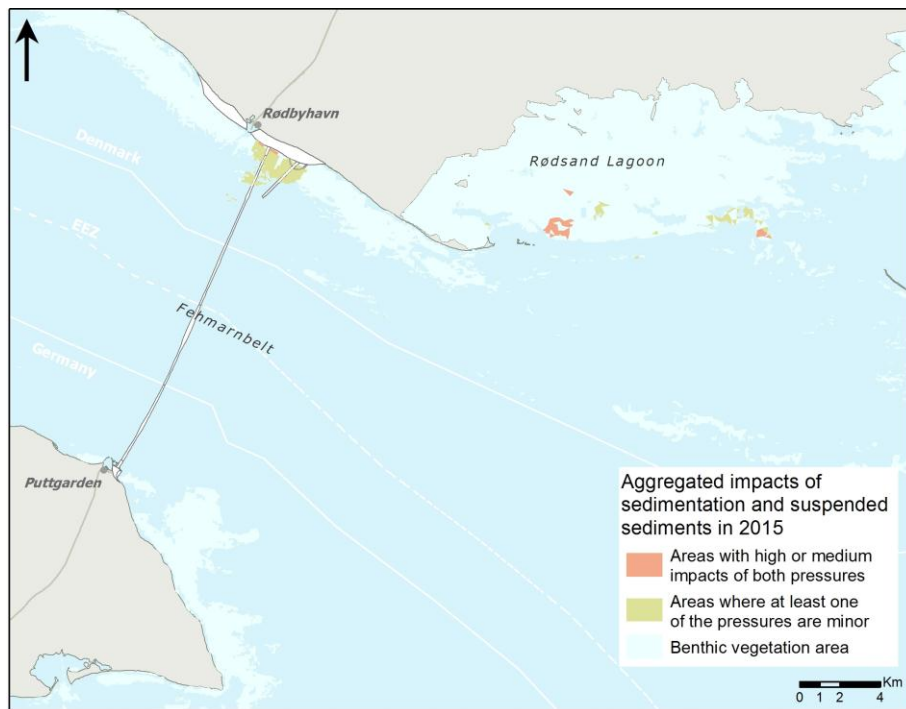 Rødbyhavn
Rødsand Lagoon
Denmark
EEZ
Fehmarnbelt
Germany
Puttgarden
Aggregated impacts of
sedimentation and suspended
sediments in 2015
Areas with high or medium
impacts of both pressures
Areas where at least one
of the pressures are minor
Benthic vegetation area
Km
0 1 2 4